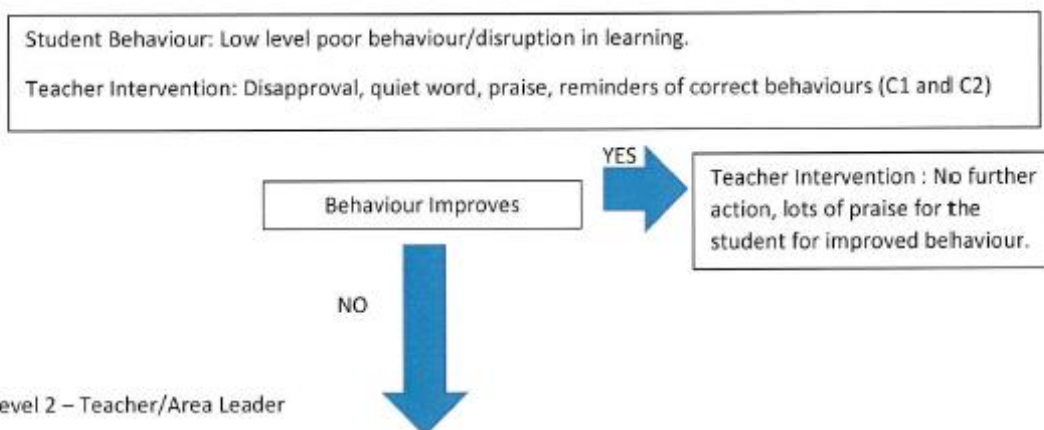 Student Behaviour: Low level poor behaviour/disruption in learning.
Teacher Intervention: Disapproval, quiet word, praise, reminders of correct behaviours (C1 and C2)
YES
Behaviour Improves
Teacher Intervention : No further
action, lots of praise for the
student for improved behaviour.
NO
evel 2 – Teacher/Area Leader